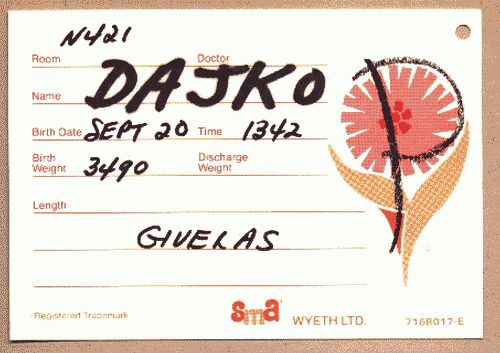 N421
Room Doctor
Name DAJKO
Birth Date SEPT 20 Time 1342
Birth Weight 3490 Discharge Weight
Length
GIVELAS
Registered Trademark sma WYETH LTD. 7168017-E